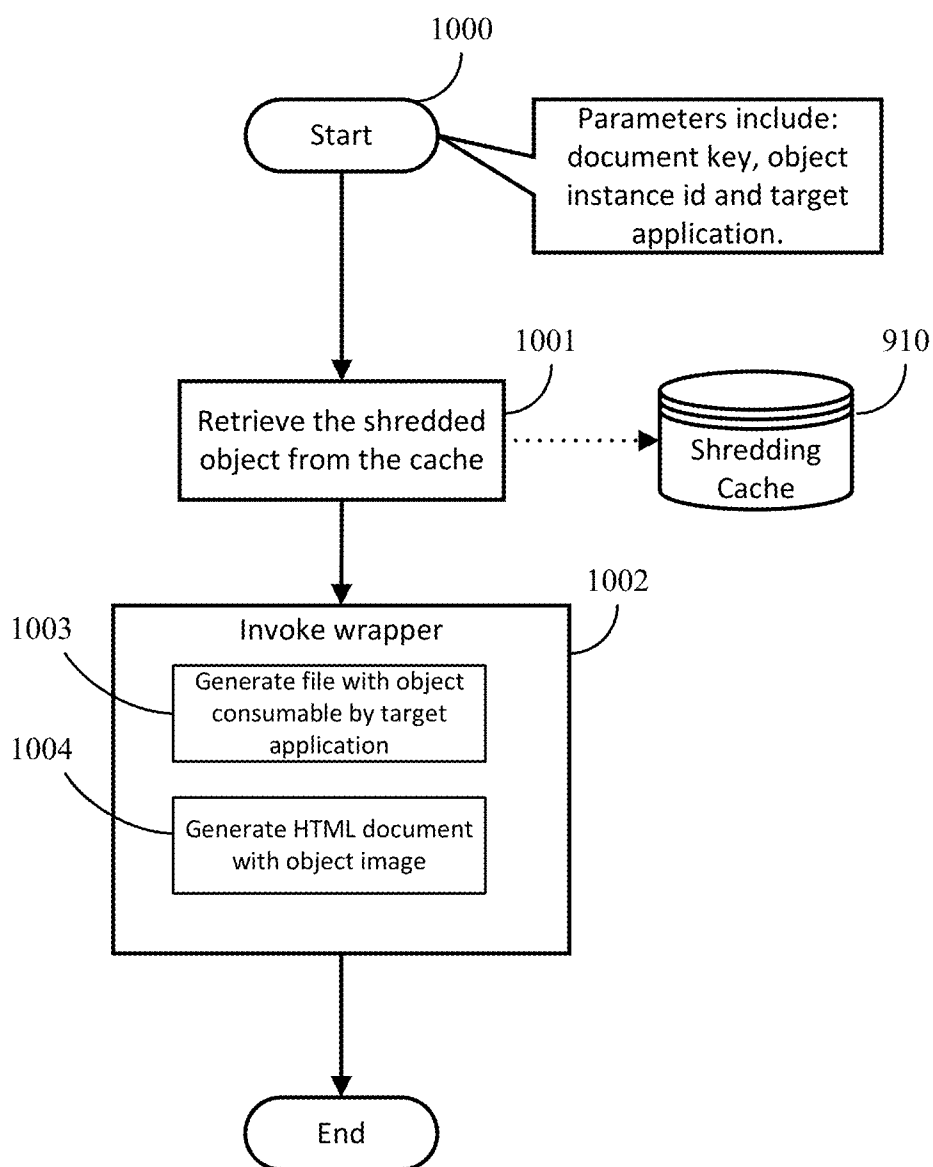 1000
Start
Parameters include:
document key, object
instance id and target
application.
1001
910
Retrieve the shredded
object from the cache
Shredding
Cache
1002
Invoke wrapper
1003
Generate file with object
consumable by target
application
1004
Generate HTML document
with object image
End